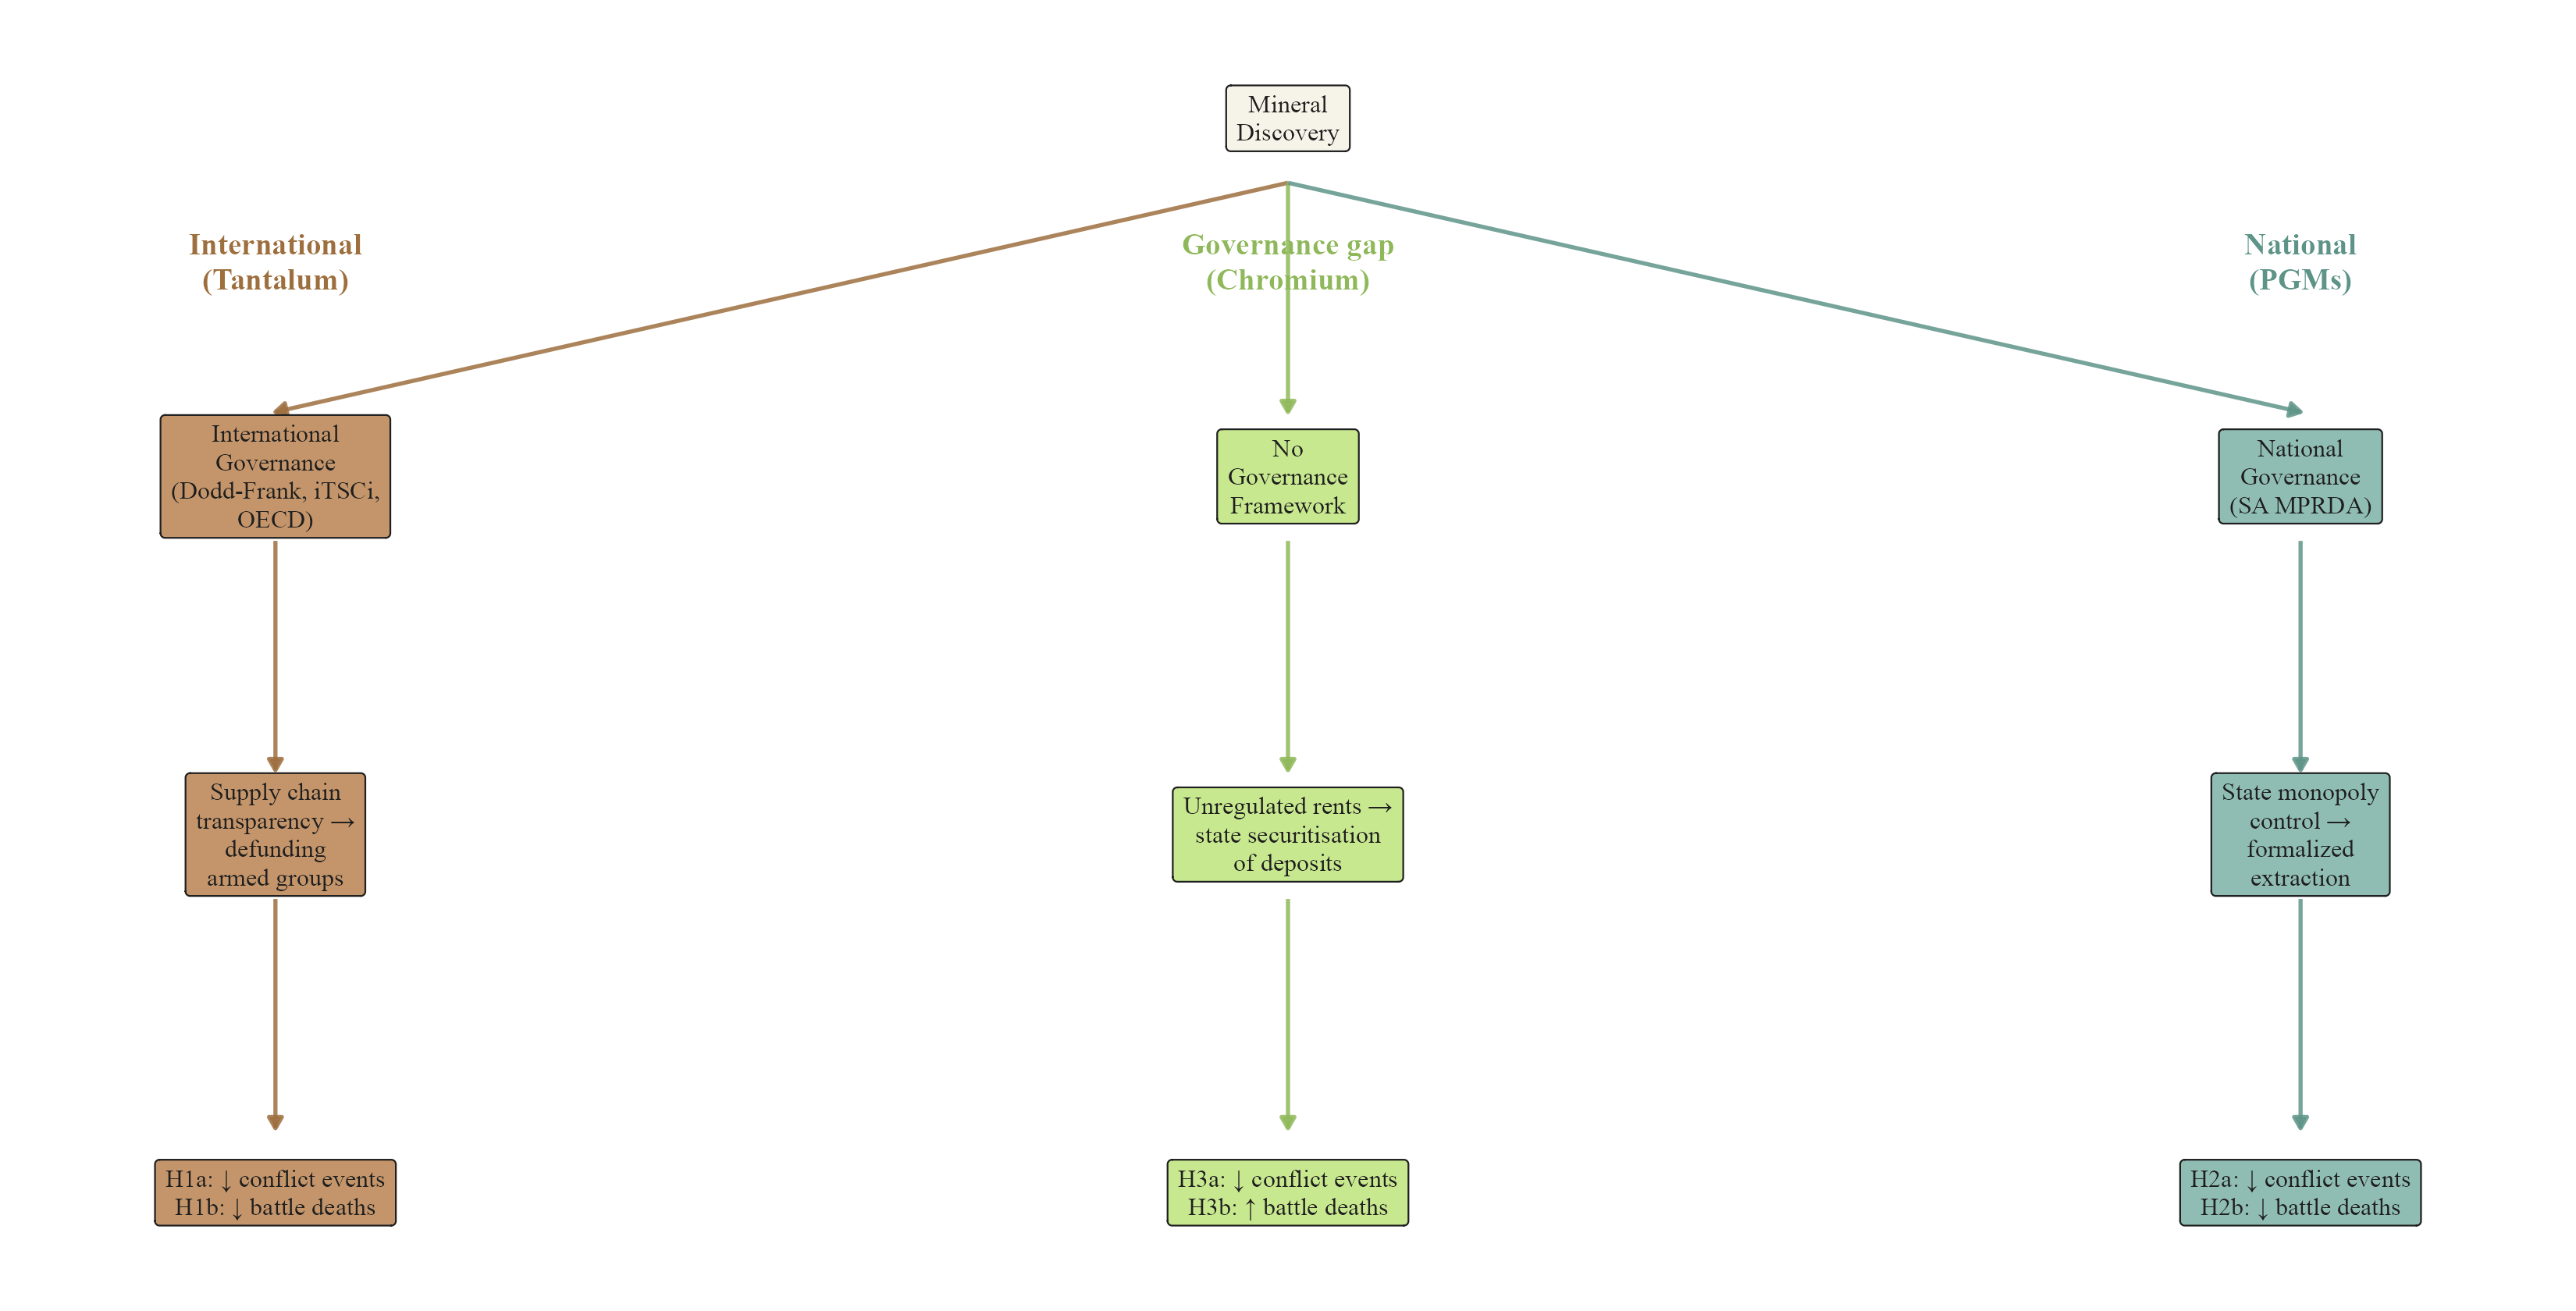 Mineral
Discovery
International
(Tantalum)
Governance gap
(Chromium)
National
(PGMs)
International
Governance
(Dodd-Frank, iTSCi,
OECD)
No
Governance
Framework
National
Governance
(SA MPRDA)
Supply chain
transparency →
defunding
armed groups
Unregulated rents →
state securitisation
of deposits
State monopoly
control →
formalized
extraction
H1a: ↓ conflict events
H1b: ↓ battle deaths
H3a: ↓ conflict events
H3b: ↑ battle deaths
H2a: ↓ conflict events
H2b: ↓ battle deaths